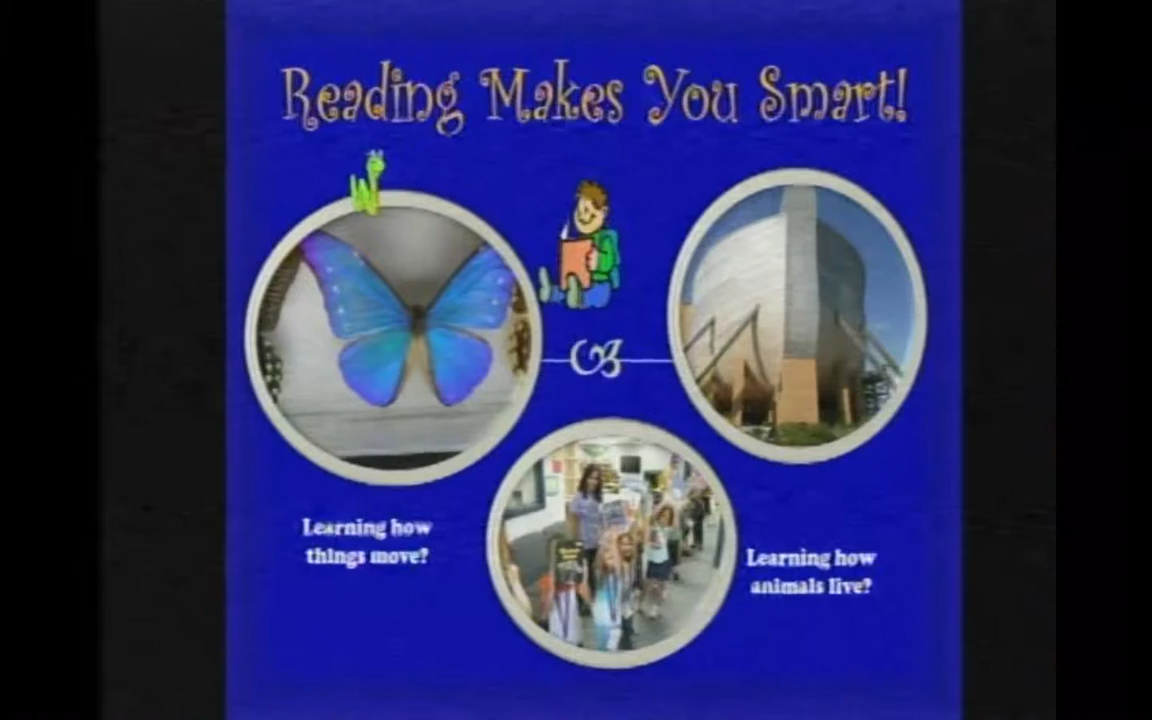 Reading Makes You Smart!
Learning how
things move?
Learning how
animals live?